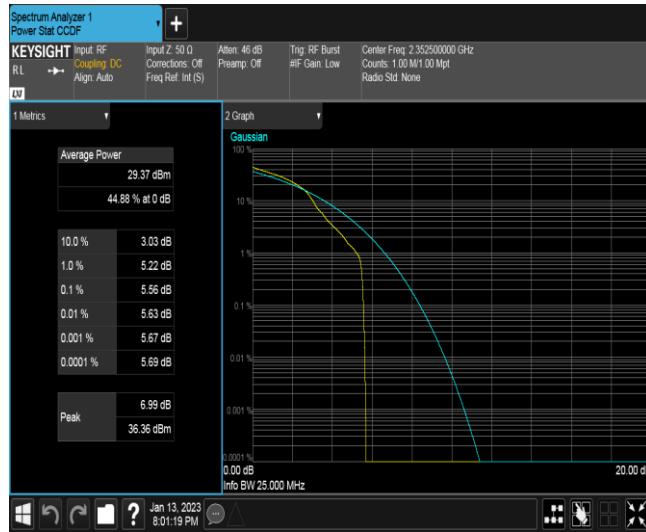 Spectrum Analyzer 1
Power Stat CCDF
+
KEYSIGHT
RL
LXI
Input: RF
Coupling: DC
Align: Auto
Input Z: 50 Ω
Corrections: Off
Freq Ref: Int (S)
Atten: 46 dB
Preamp: Off
Trig: RF Burst
#IF Gain: Low
Center Freq: 2.352500000 GHz
Counts: 1.00 M/1.00 Mpt
Radio Std: None
1 Metrics
Average Power
29.37 dBm
44.88 % at 0 dB
10.0 % 3.03 dB
1.0 % 5.22 dB
0.1 % 5.56 dB
0.01 % 5.63 dB
0.001 % 5.67 dB
0.0001 % 5.69 dB
Peak
6.99 dB
36.36 dBm
2 Graph
Gaussian
100 %
10 %
1 %
0.1 %
0.01 %
0.001 %
0.0001 %
0.00 dB
20.00 d
Info BW 25.000 MHz
?
Jan 13, 2023
8:01:19 PM